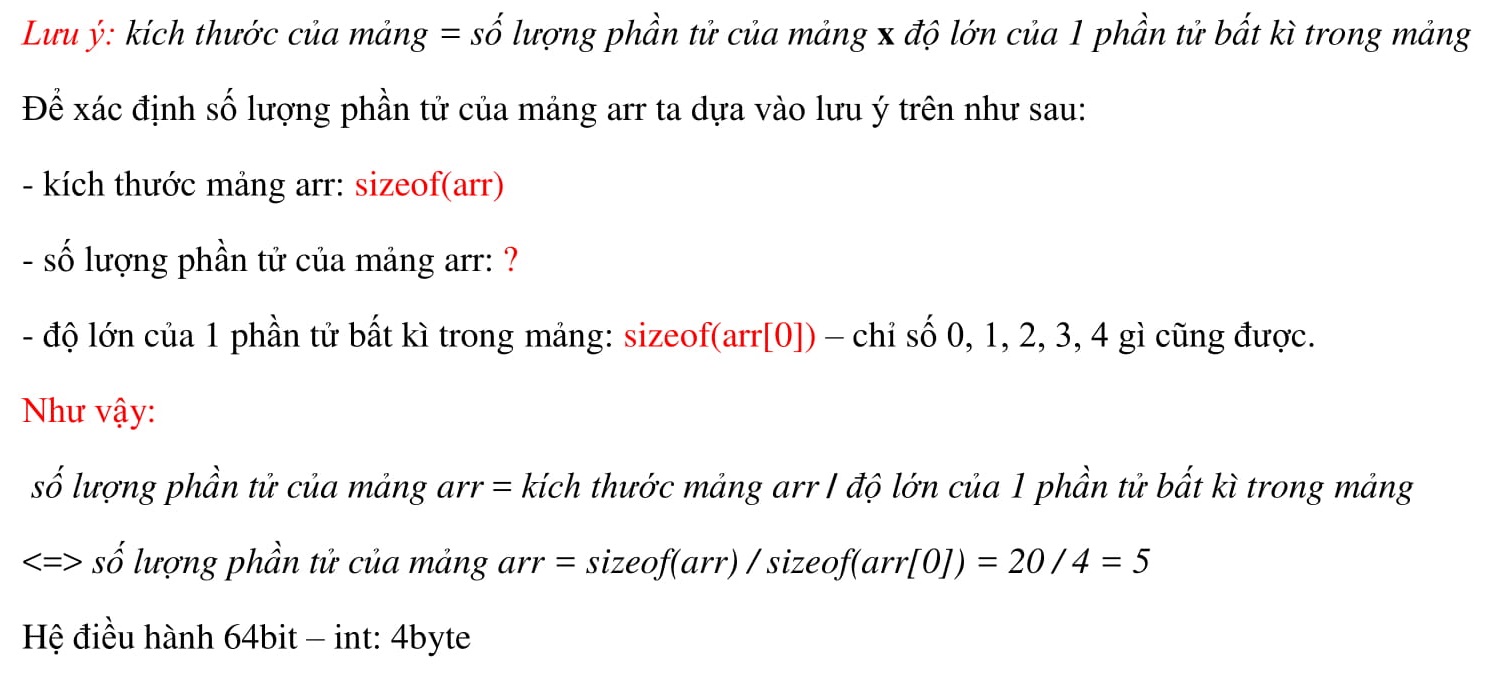 Lưu ý: kích thước của mảng = số lượng phần tử của mảng x độ lớn của 1 phần tử bất kì trong mảng
Để xác định số lượng phần tử của mảng arr ta dựa vào lưu ý trên như sau:
- kích thước mảng arr: sizeof(arr)
- số lượng phần tử của mảng arr: ?
- độ lớn của 1 phần tử bất kì trong mảng: sizeof(arr[0]) – chỉ số 0, 1, 2, 3, 4 gì cũng được.
Như vậy:
số lượng phần tử của mảng arr = kích thước mảng arr / độ lớn của 1 phần tử bất kì trong mảng
<=> số lượng phần tử của mảng arr = sizeof(arr) / sizeof(arr[0]) = 20 / 4 = 5
Hệ điều hành 64bit – int: 4byte